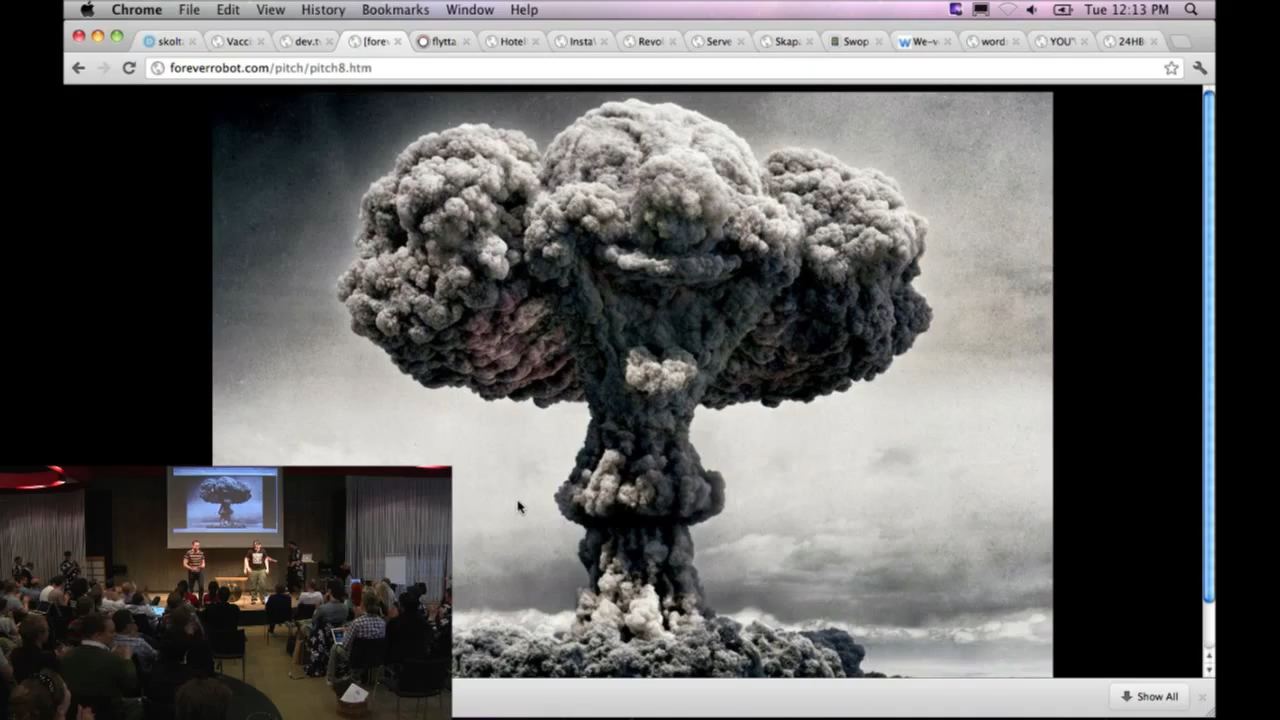 Chrome File Edit View History Bookmarks Window Help Tue 12:13 PM
skolt. Vacci dev.t [fore flytta. Hotel Insta Revol Serve Skap. Swop We-v word YOU' 24HB
foreverrobot.com/pitch/pitch8.htm
Show All